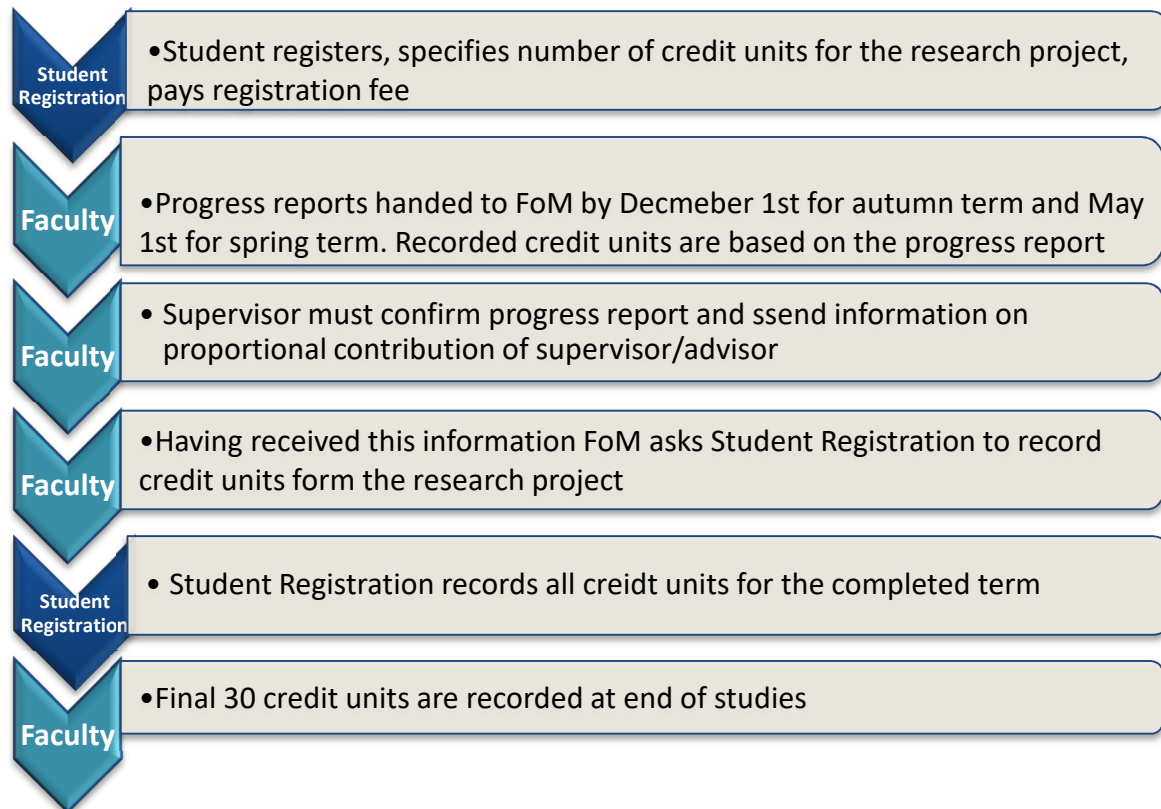 Student
Registration
•Student registers, specifies number of credit units for the research project,
pays registration fee
Faculty
•Progress reports handed to FoM by Decmeber 1st for autumn term and May
1st for spring term. Recorded credit units are based on the progress report
Faculty
• Supervisor must confirm progress report and ssend information on
proportional contribution of supervisor/advisor
Faculty
•Having received this information FoM asks Student Registration to record
credit units form the research project
Student
Registration
• Student Registration records all creidt units for the completed term
Faculty
•Final 30 credit units are recorded at end of studies